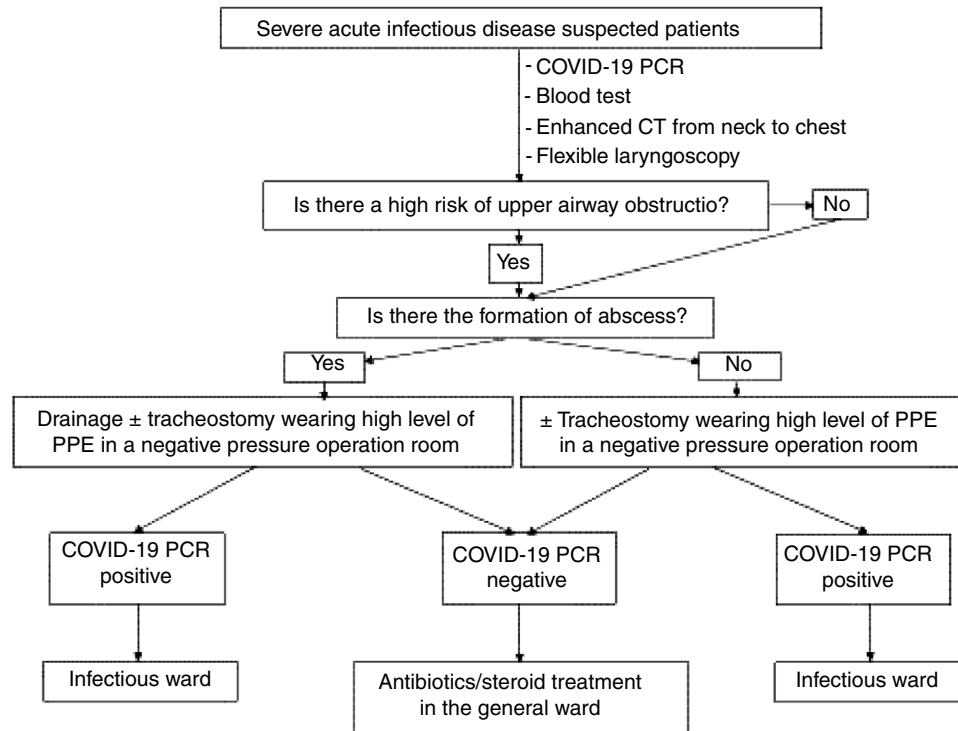 Severe acute infectious disease suspected patients
- COVID-19 PCR
- Blood test
- Enhanced CT from neck to chest
- Flexible laryngoscopy
Is there a high risk of upper airway obstructio?
No
Yes
Is there the formation of abscess?
Yes
No
Drainage ± tracheostomy wearing high level of
PPE in a negative pressure operation room
± Tracheostomy wearing high level of PPE
in a negative pressure operation room
COVID-19 PCR
positive
COVID-19 PCR
negative
COVID-19 PCR
positive
Infectious ward
Antibiotics/steroid treatment
in the general ward
Infectious ward